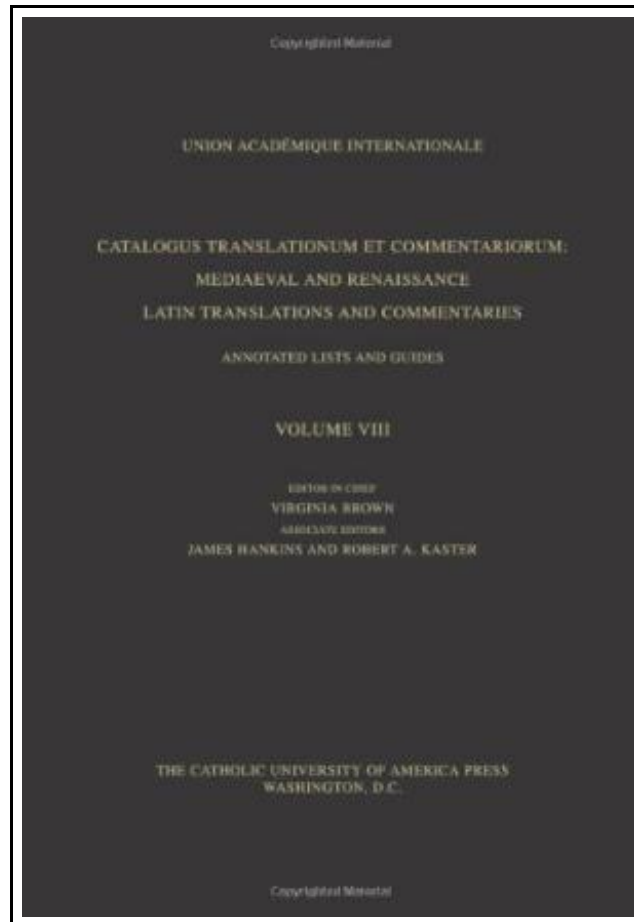 Copyrighted Material
UNION ACADÉMIQUE INTERNATIONALE
CATALOGUS TRANSLATIONUM ET COMMENTARIORUM:
MEDIAEVAL AND RENAISSANCE
LATIN TRANSLATIONS AND COMMENTARIES
ANNOTATED LISTS AND GUIDES
VOLUME VIII
EDITOR IN CHIEF
VIRGINIA BROWN
ASSOCIATE EDITORS
JAMES HANKINS AND ROBERT A. KASTER
THE CATHOLIC UNIVERSITY OF AMERICA PRESS
WASHINGTON, D.C.
Copyrighted Material